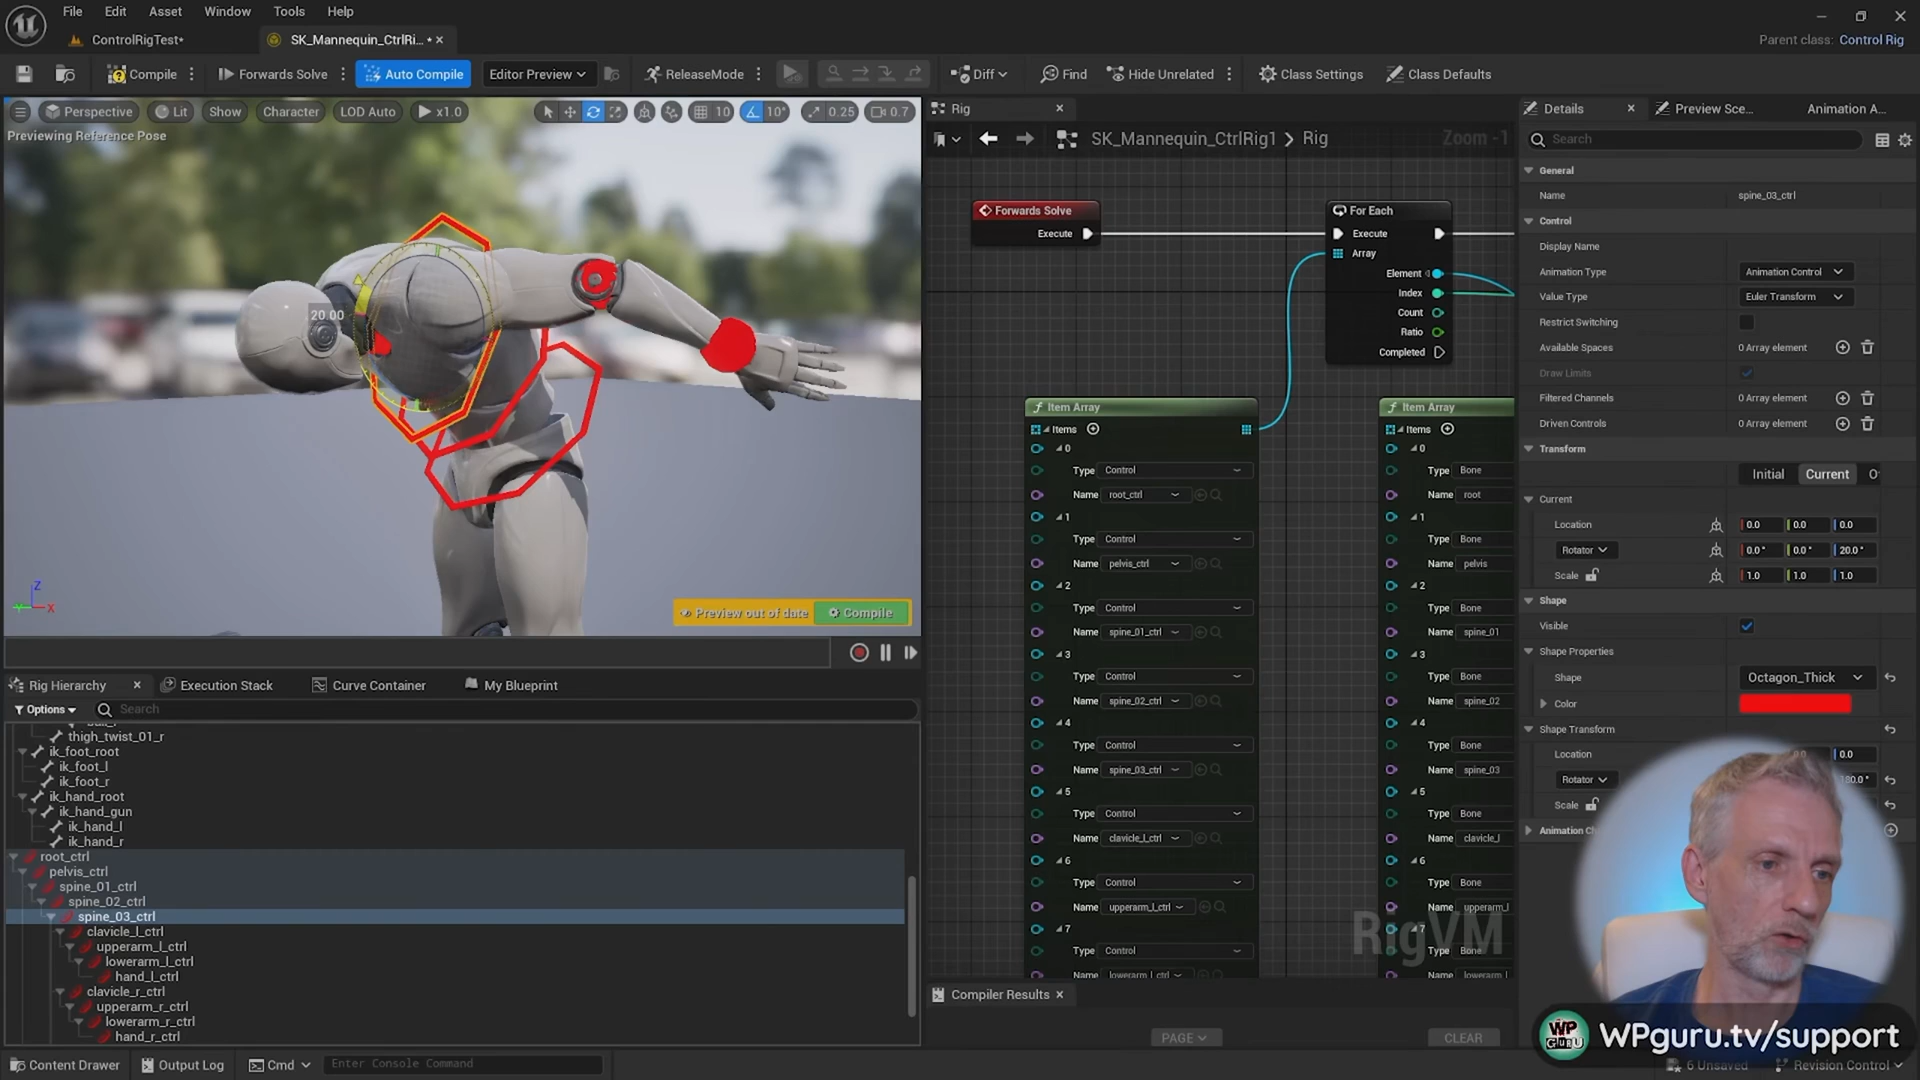 File Edit Asset Window Tools Help
ControlRigTest*
SK_Mannequin_CtrlRi... •
Parent class: Control Rig
Compile
Forwards Solve
Auto Compile
Editor Preview
ReleaseMode
Diff
Find
Hide Unrelated
Class Settings
Class Defaults
Perspective Lit Show Character LOD Auto x1.0 10 10° 0.25 0.7
Previewing Reference Pose
20.00
Z
X
Preview out of date Compile
Rig Hierarchy Execution Stack Curve Container My Blueprint
Options Search
thigh_twist_01_r
ik_foot_root
ik_foot_l
ik_foot_r
ik_hand_root
ik_hand_gun
ik_hand_l
ik_hand_r
root_ctrl
pelvis_ctrl
spine_01_ctrl
spine_02_ctrl
spine_03_ctrl
clavicle_l_ctrl
upperarm_l_ctrl
lowerarm_l_ctrl
hand_l_ctrl
clavicle_r_ctrl
upperarm_r_ctrl
lowerarm_r_ctrl
hand_r_ctrl
Content Drawer Output Log Cmd Enter Console Command
Rig
SK_Mannequin_CtrlRig1 > Rig
Zoom -1
Forwards Solve
Execute
For Each
Execute
Array
Element
Index
Count
Ratio
Completed
Item Array
Items
0
Type Control
Name root_ctrl
1
Type Control
Name pelvis_ctrl
2
Type Control
Name spine_01_ctrl
3
Type Control
Name spine_02_ctrl
4
Type Control
Name spine_03_ctrl
5
Type Control
Name clavicle_l_ctrl
6
Type Control
Name upperarm_l_ctrl
7
Type Control
Name lowerarm_l_ctrl
Item Array
Items
0
Type Bone
Name root
1
Type Bone
Name pelvis
2
Type Bone
Name spine_01
3
Type Bone
Name spine_02
4
Type Bone
Name spine_03
5
Type Bone
Name clavicle_l
6
Type Bone
Name upperarm_l
7
Type Bone
Name lowerarm_l
RigVM
Compiler Results
PAGE
CLEAR
Details Preview Sce... Animation A...
Search
General
Name spine_03_ctrl
Control
Display Name
Animation Type Animation Control
Value Type Euler Transform
Restrict Switching
Available Spaces 0 Array element
Draw Limits
Filtered Channels 0 Array element
Driven Controls 0 Array element
Transform
Initial Current
Current
Location 0.0 0.0 0.0
Rotator 0.0° 0.0° 20.0°
Scale 1.0 1.0 1.0
Shape
Visible
Shape Properties
Shape Octagon_Thick
Color
Shape Transform
Location 0.0 0.0
Rotator
Scale
WP GURU
WPguru.tv/support
6 Unsaved Revision Control